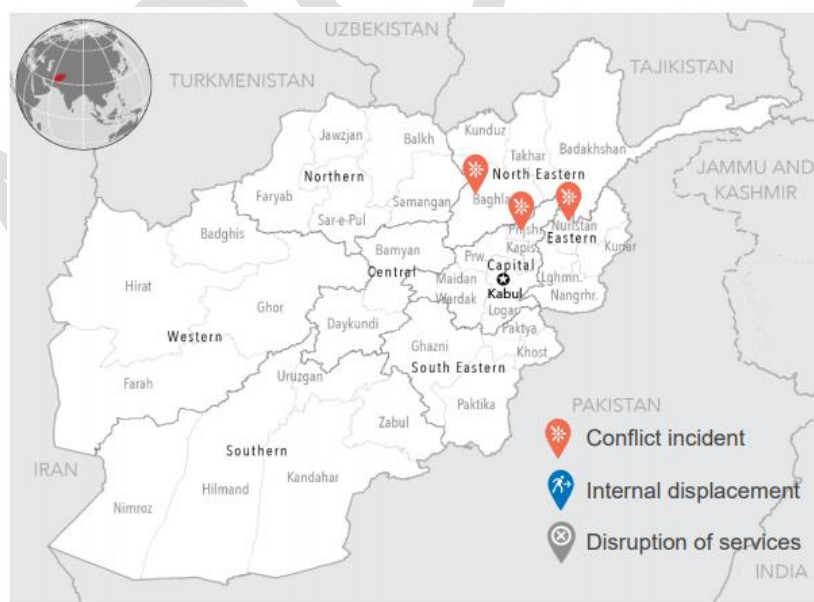 UZBEKISTAN
TURKMENISTAN
TAJIKISTAN
Kunduz
Jawzjan
Balkh
Takhar
Badakhshan
JAMMU AND
KASHMIR
Northern
North Eastern
Faryab
Samangan
Baghla
Sar-e-Pul
Nuristan
Badghis
Pnjshr.
Eastern
Bamyan
Kapis.
Kunar
Prw.
Central
Capital
Hirat
Maidan
Lghmn.
Kabul
Wardak
Nangrhr.
Ghor
Logar
Daykundi
Paktya
Western
Ghazni
Khost
South Eastern
Farah
Uruzgan
Paktika
PAKISTAN
Zabul
Conflict incident
Southern
IRAN
Kandahar
Hilmand
Internal displacement
Nimroz
Disruption of services
INDIA